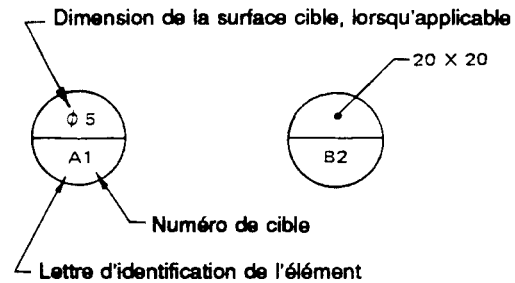 Dimension de la surface cible, lorsqu'applicable
20 X 20
ϕ 5
A1
B2
Numéro de cible
Lettre d'identification de l'élément